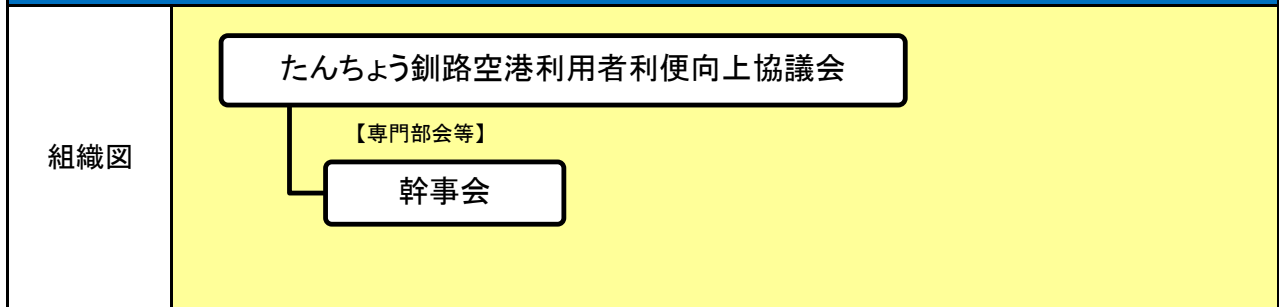 組織図
たんちょう釧路空港利用者利便向上協議会
【専門部会等】
幹事会